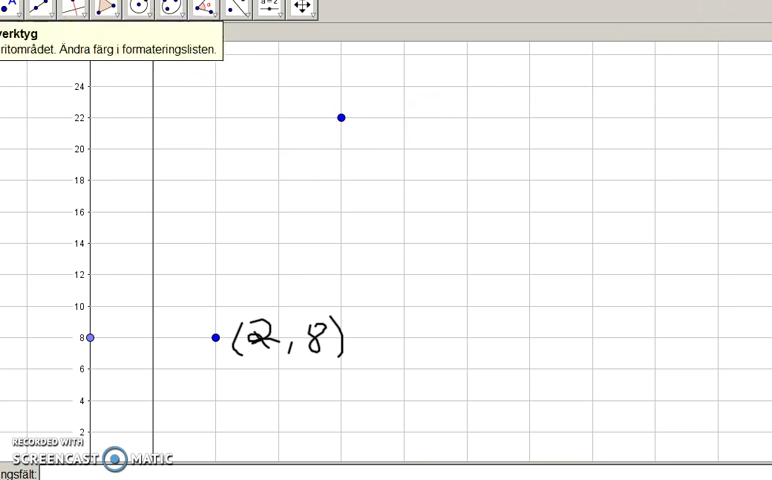 a=2
verktyg
ritområdet. Ändra färg i formateringslisten.
24
22
20
18
16
14
12
10
8
(2, 8)
6
4
2
RECORDED WITH
SCREENCAST MATIC
ngsfält: